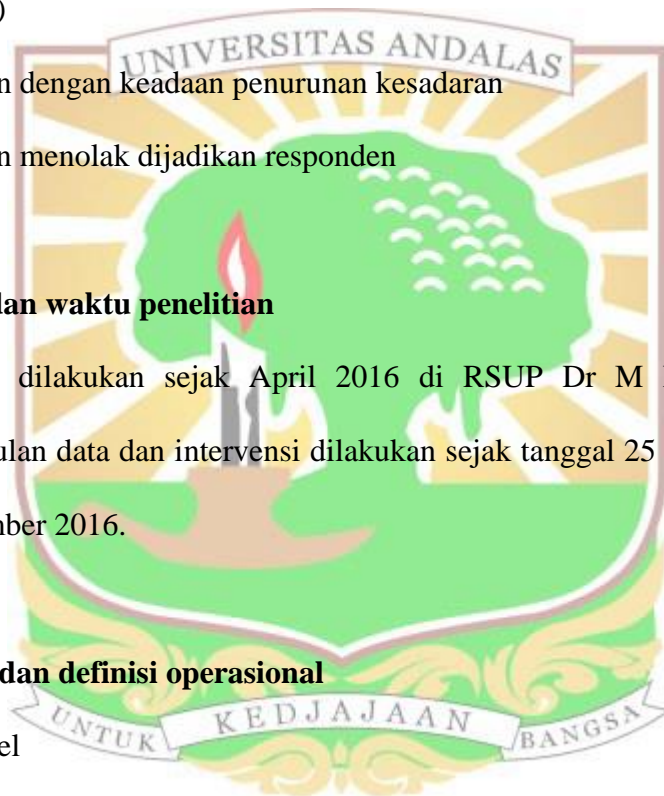 )
UNIVERSITAS ANDALAS
n dengan keadaan penurunan kesadaran
n menolak dijadikan responden
dan waktu penelitian
dilakukan sejak April 2016 di RSUP Dr M
ulan data dan intervensi dilakukan sejak tanggal 25
mber 2016.
dan definisi operasional
UNTUK KEDJAJAAN BANGSA
el